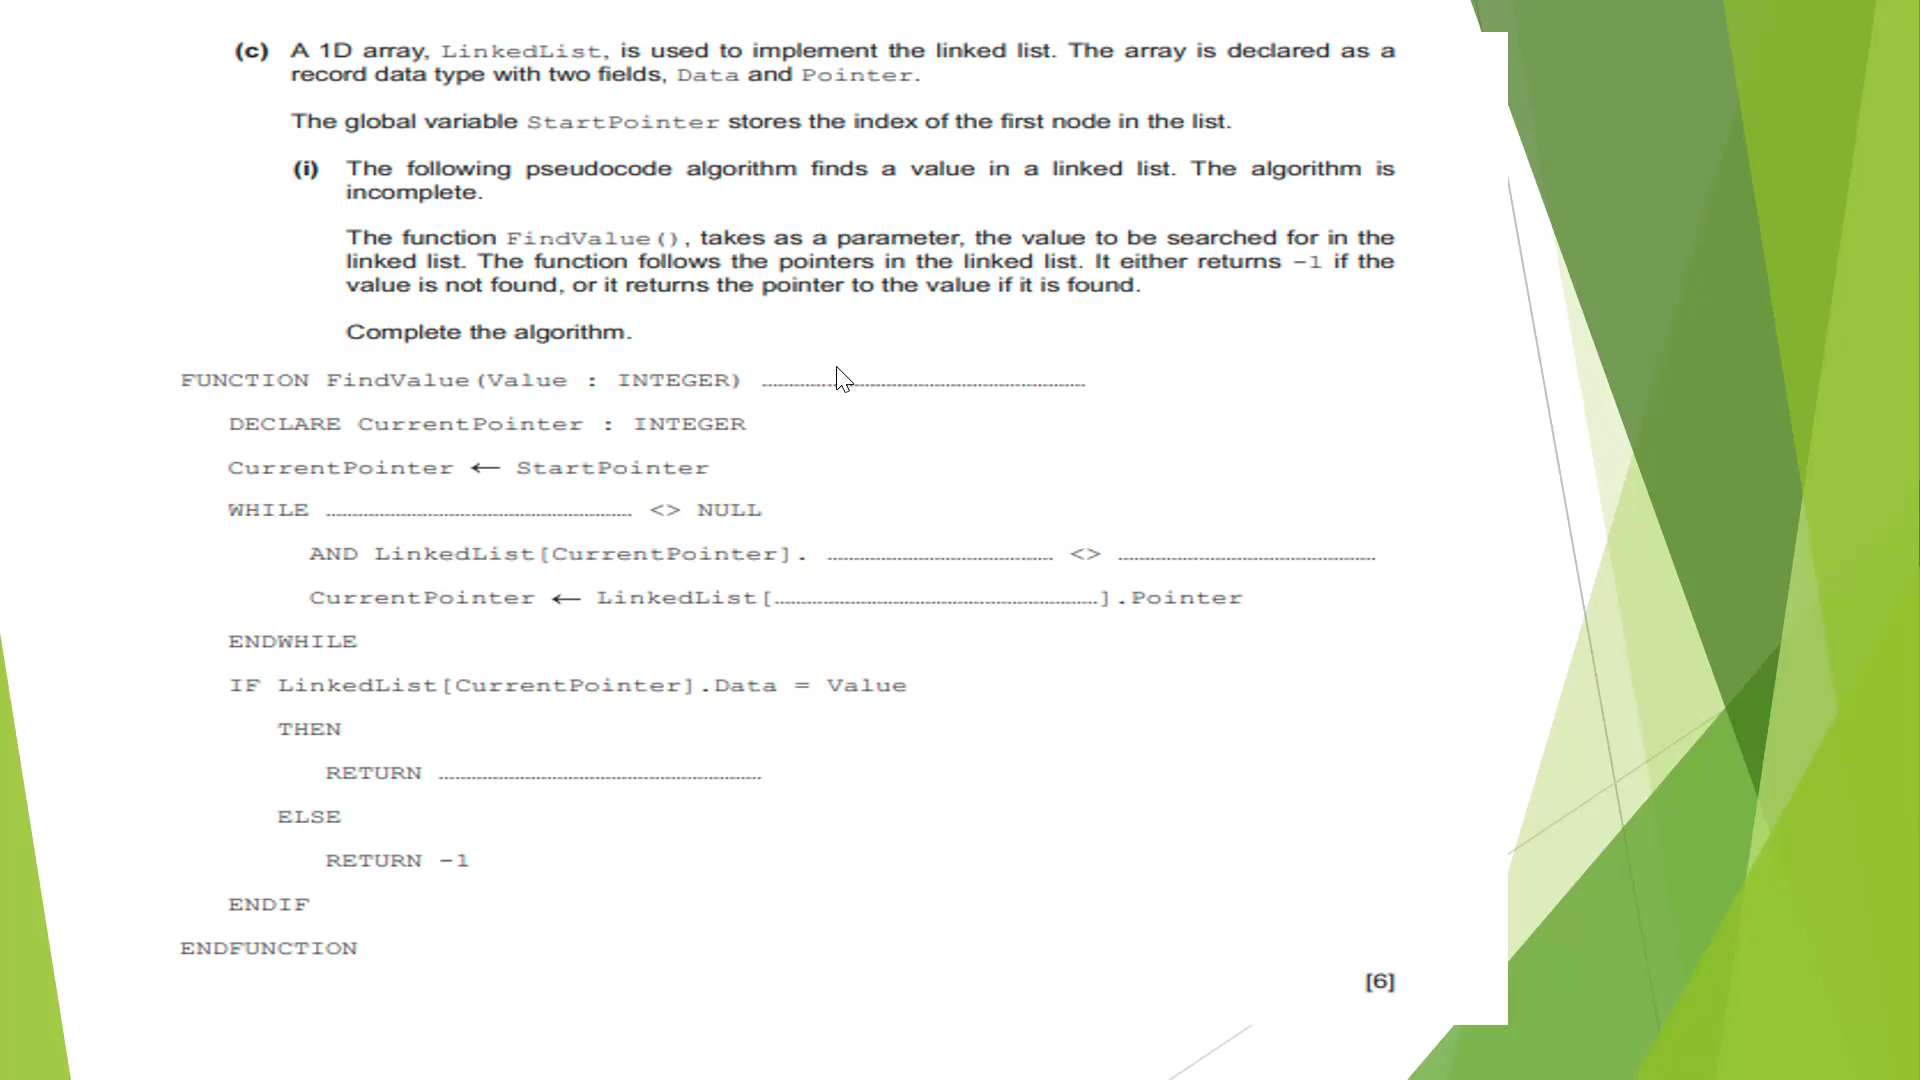 (c) A 1D array, LinkedList, is used to implement the linked list. The array is declared as a
record data type with two fields, Data and Pointer.
The global variable StartPointer stores the index of the first node in the list.
(i) The following pseudocode algorithm finds a value in a linked list. The algorithm is
incomplete.
The function FindValue(), takes as a parameter, the value to be searched for in the
linked list. The function follows the pointers in the linked list. It either returns -1 if the
value is not found, or it returns the pointer to the value if it is found.
Complete the algorithm.
FUNCTION FindValue(Value : INTEGER) ....................
DECLARE CurrentPointer : INTEGER
CurrentPointer ← StartPointer
WHILE .................... <> NULL
AND LinkedList[CurrentPointer]. .................... <> ....................
CurrentPointer ← LinkedList[....................].Pointer
ENDWHILE
IF LinkedList[CurrentPointer].Data = Value
THEN
RETURN ....................
ELSE
RETURN -1
ENDIF
ENDFUNCTION
[6]